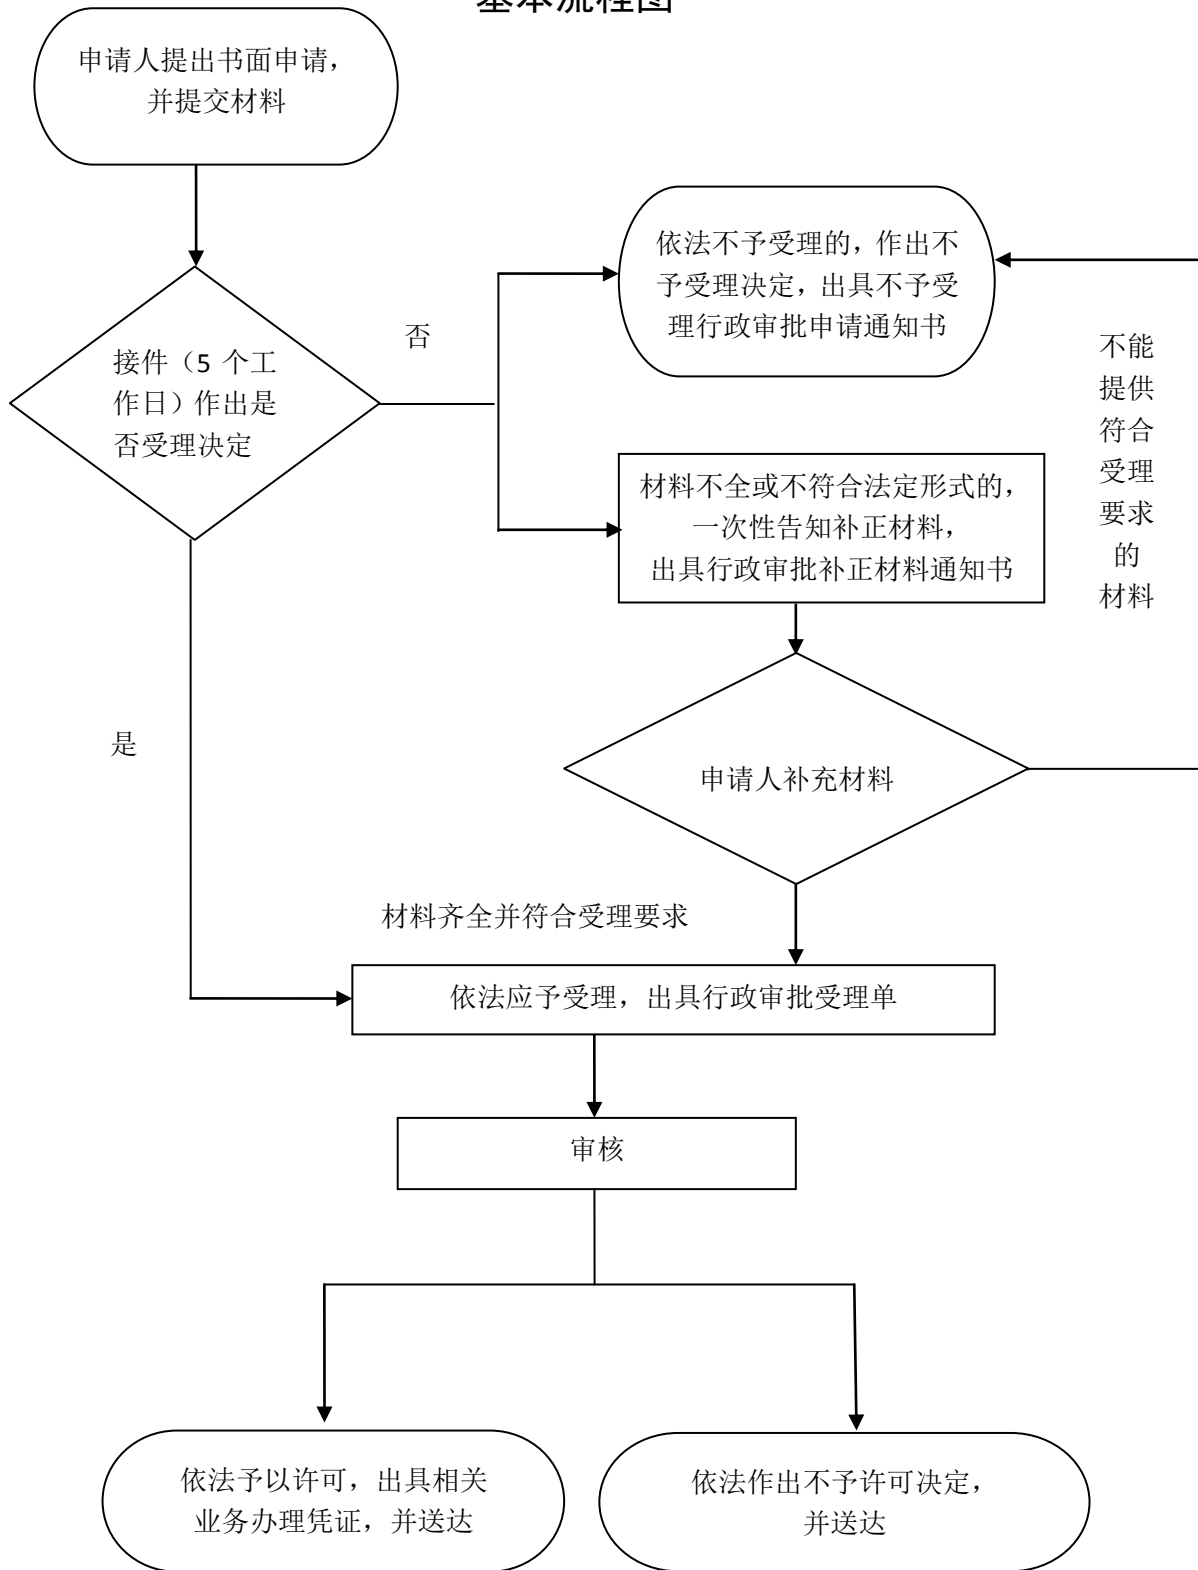 基本流程图
申请人提出书面申请，
并提交材料
依法不予受理的，作出不
予受理决定，出具不予受
理行政审批申请通知书
否
接件（5 个工
作日）作出是
否受理决定
不能
提供
符合
受理
要求
的
材料
材料不全或不符合法定形式的，
一次性告知补正材料，
出具行政审批补正材料通知书
是
申请人补充材料
材料齐全并符合受理要求
依法应予受理，出具行政审批受理单
审核
依法予以许可，出具相关
业务办理凭证，并送达
依法作出不予许可决定，
并送达